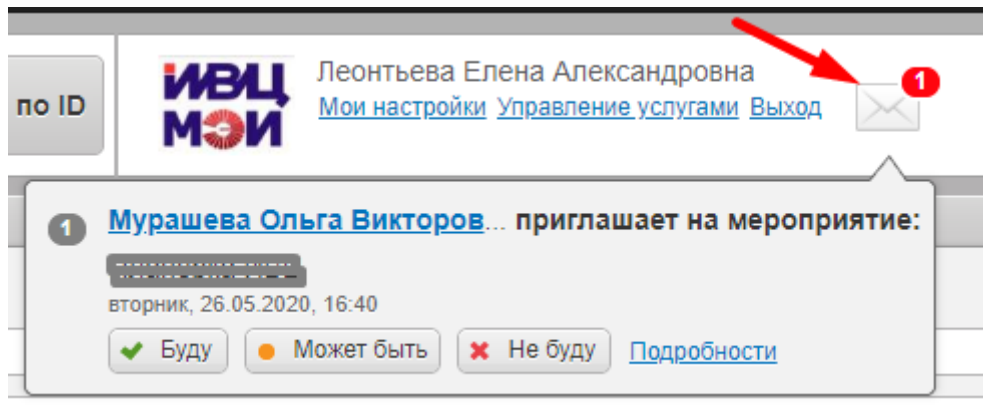 по ID
ИВЦ
МЭИ
Леонтьева Елена Александровна
Мои настройки Управление услугами Выход
1
1
Мурашева Ольга Викторов... приглашает на мероприятие:
вторник, 26.05.2020, 16:40
Буду Может быть Не буду Подробности